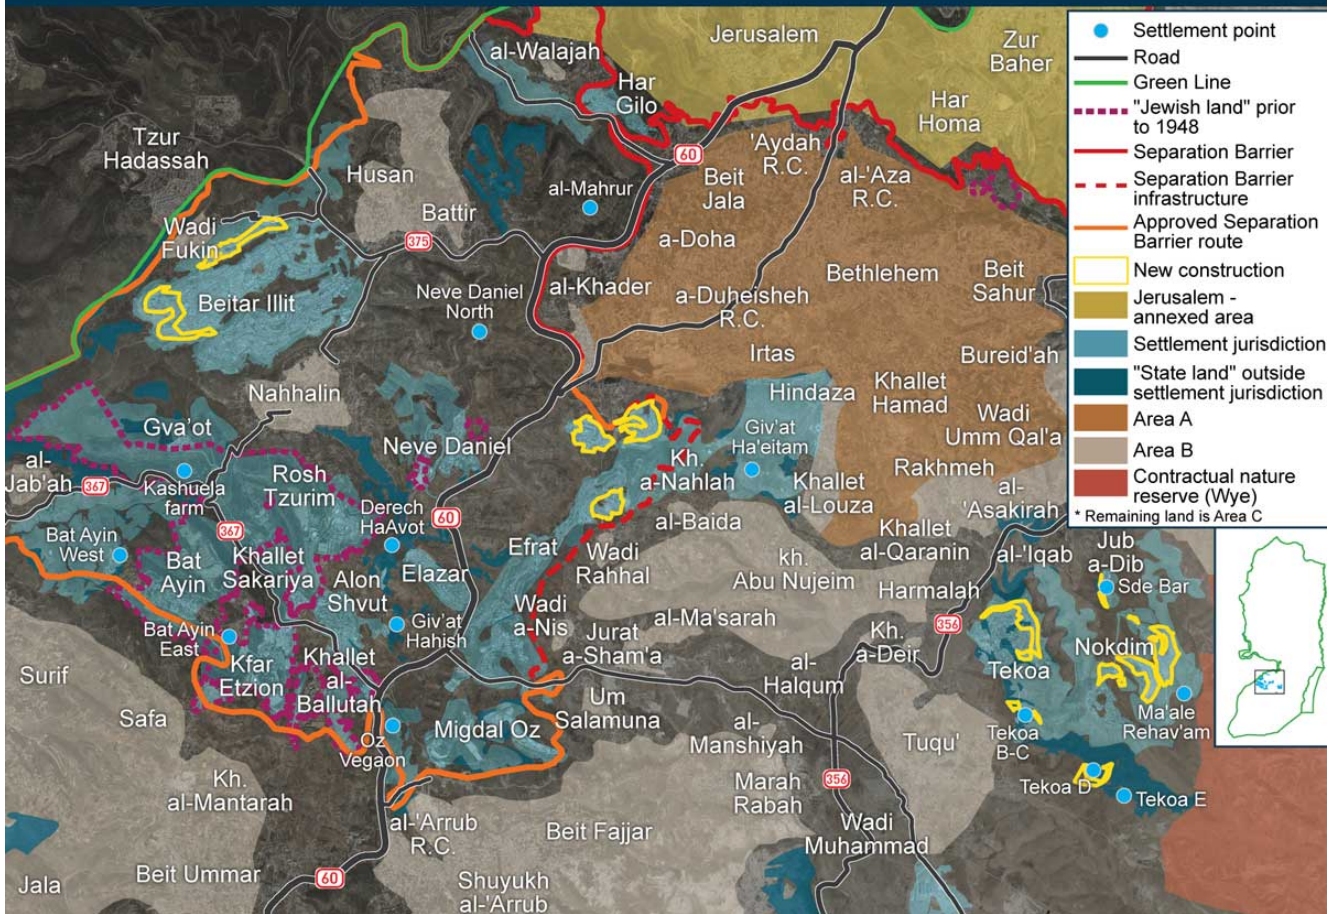 Jerusalem
Zur
Baher
al-Walajah
Har
Gilo
Har
Homa
Tzur
Hadassah
60
'Aydah
R.C.
Husan
al-Mahrur
Beit
Jala
al-'Aza
R.C.
Battir
Wadi
Fukin
375
a-Doha
Bethlehem
Beit
Sahur
Beitar Illit
Neve Daniel
North
al-Khader
a-Duheisheh
R.C.
Irtas
Bureid'ah
Nahhalin
Hindaza
Khallet
Hamad
Gva'ot
Neve Daniel
Giv'at
Ha'eitam
Wadi
Umm Qal'a
al-
Jab'ah
367
Kashuela
farm
Rosh
Tzurim
Kh.
a-Nahlah
Rakhmeh
Derech
HaAvot
60
Khallet
al-Louza
al-
'Asakirah
367
al-Baida
Bat Ayin
West
Bat
Ayin
Khallet
Sakariya
Alon
Shvut
Elazar
Efrat
Wadi
Rahhal
kh.
Abu Nujeim
Khallet
al-Qaranin
al-'Iqab
Jub
a-Dib
Sde Bar
Harmalah
Bat Ayin
East
Giv'at
Hahish
Wadi
a-Nis
Jurat
a-Sham'a
al-Ma'sarah
Kh.
a-Deir
356
Kfar
Etzion
Khallet
al-
Ballutah
Tekoa
Nokdim
Surif
Safa
Oz
Vegaon
Migdal Oz
Um
Salamuna
al-
Halqum
Ma'ale
Rehav'am
al-
Manshiyah
Tuqu'
Tekoa
B-C
Kh.
al-Mantarah
Marah
Rabah
356
Tekoa D
Tekoa E
al-'Arrub
R.C.
Beit Fajjar
Wadi
Muhammad
Jala
Beit Ummar
60
Shuyukh
al-'Arrub
Settlement point
Road
Green Line
"Jewish land" prior
to 1948
Separation Barrier
Separation Barrier
infrastructure
Approved Separation
Barrier route
New construction
Jerusalem -
annexed area
Settlement jurisdiction
"State land" outside
settlement jurisdiction
Area A
Area B
Contractual nature
reserve (Wye)
* Remaining land is Area C